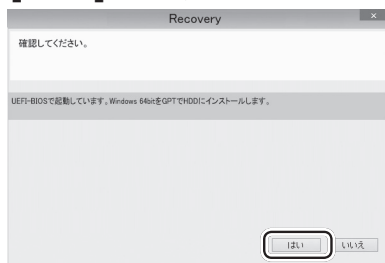 Recovery
×
確認してください。
UEFI-BIOSで起動しています。Windows 64bitをGPTでHDDにインストールします。
はい
いいえ